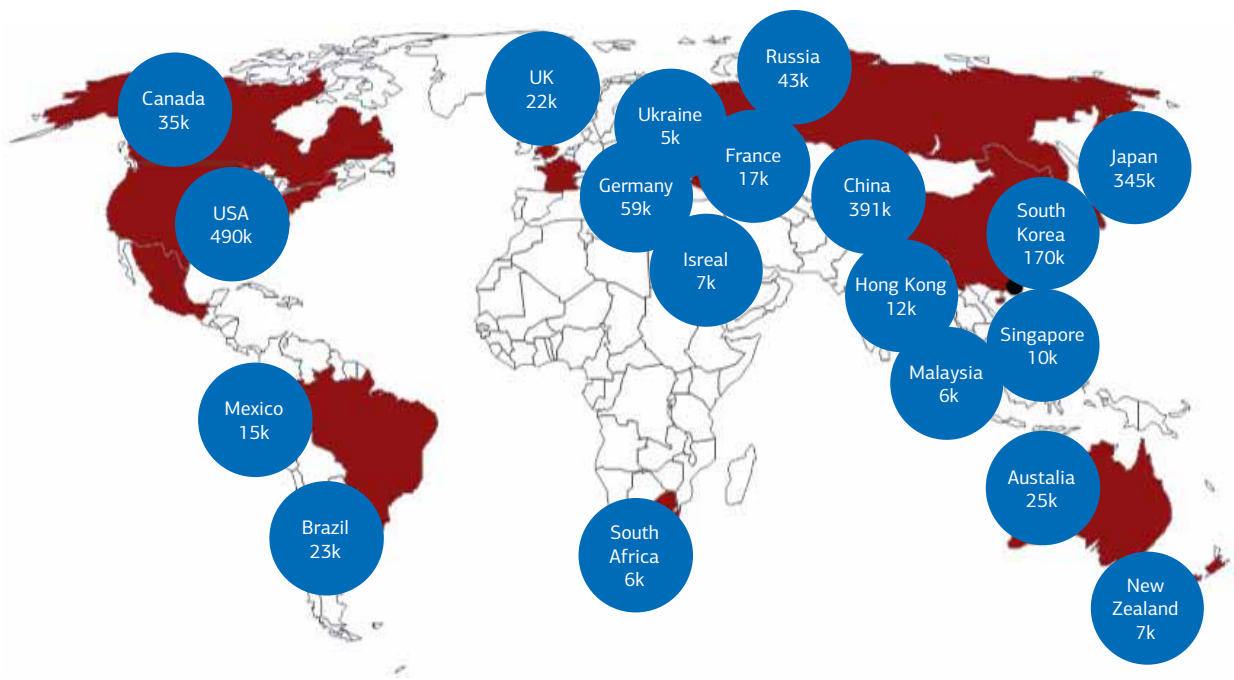 Canada
35k
UK
22k
Russia
43k
Ukraine
5k
France
17k
Japan
345k
Germany
59k
China
391k
USA
490k
South
Korea
170k
Isreal
7k
Hong Kong
12k
Singapore
10k
Malaysia
6k
Mexico
15k
Austalia
25k
Brazil
23k
South
Africa
6k
New
Zealand
7k